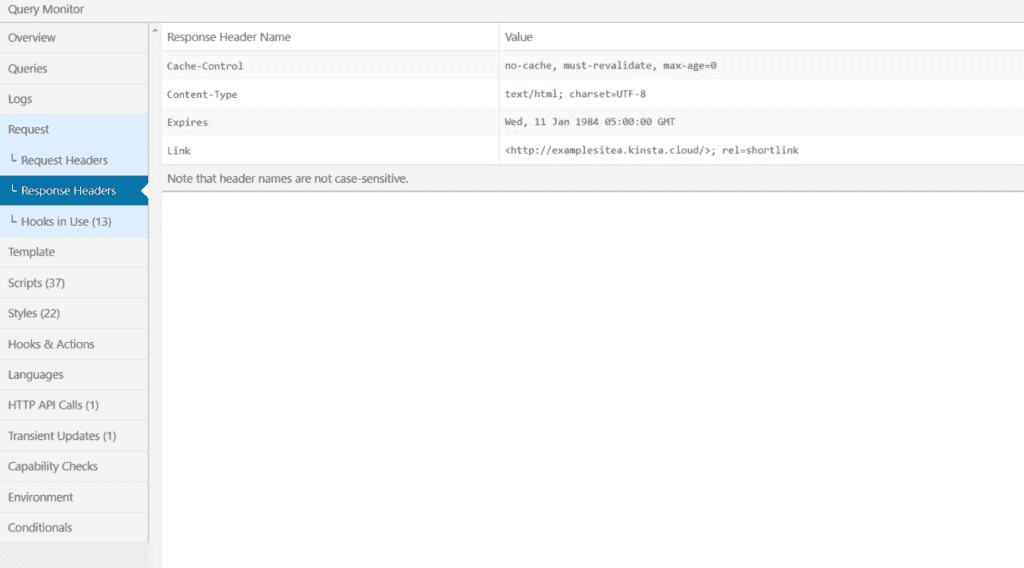 Query Monitor
Overview
Queries
Logs
Request
└ Request Headers
└ Response Headers
└ Hooks in Use (13)
Template
Scripts (37)
Styles (22)
Hooks & Actions
Languages
HTTP API Calls (1)
Transient Updates (1)
Capability Checks
Environment
Conditionals
Response Header Name Value
Cache-Control no-cache, must-revalidate, max-age=0
Content-Type text/html; charset=UTF-8
Expires Wed, 11 Jan 1984 05:00:00 GMT
Link <http://examplesitea.kinsta.cloud/>; rel=shortlink
Note that header names are not case-sensitive.